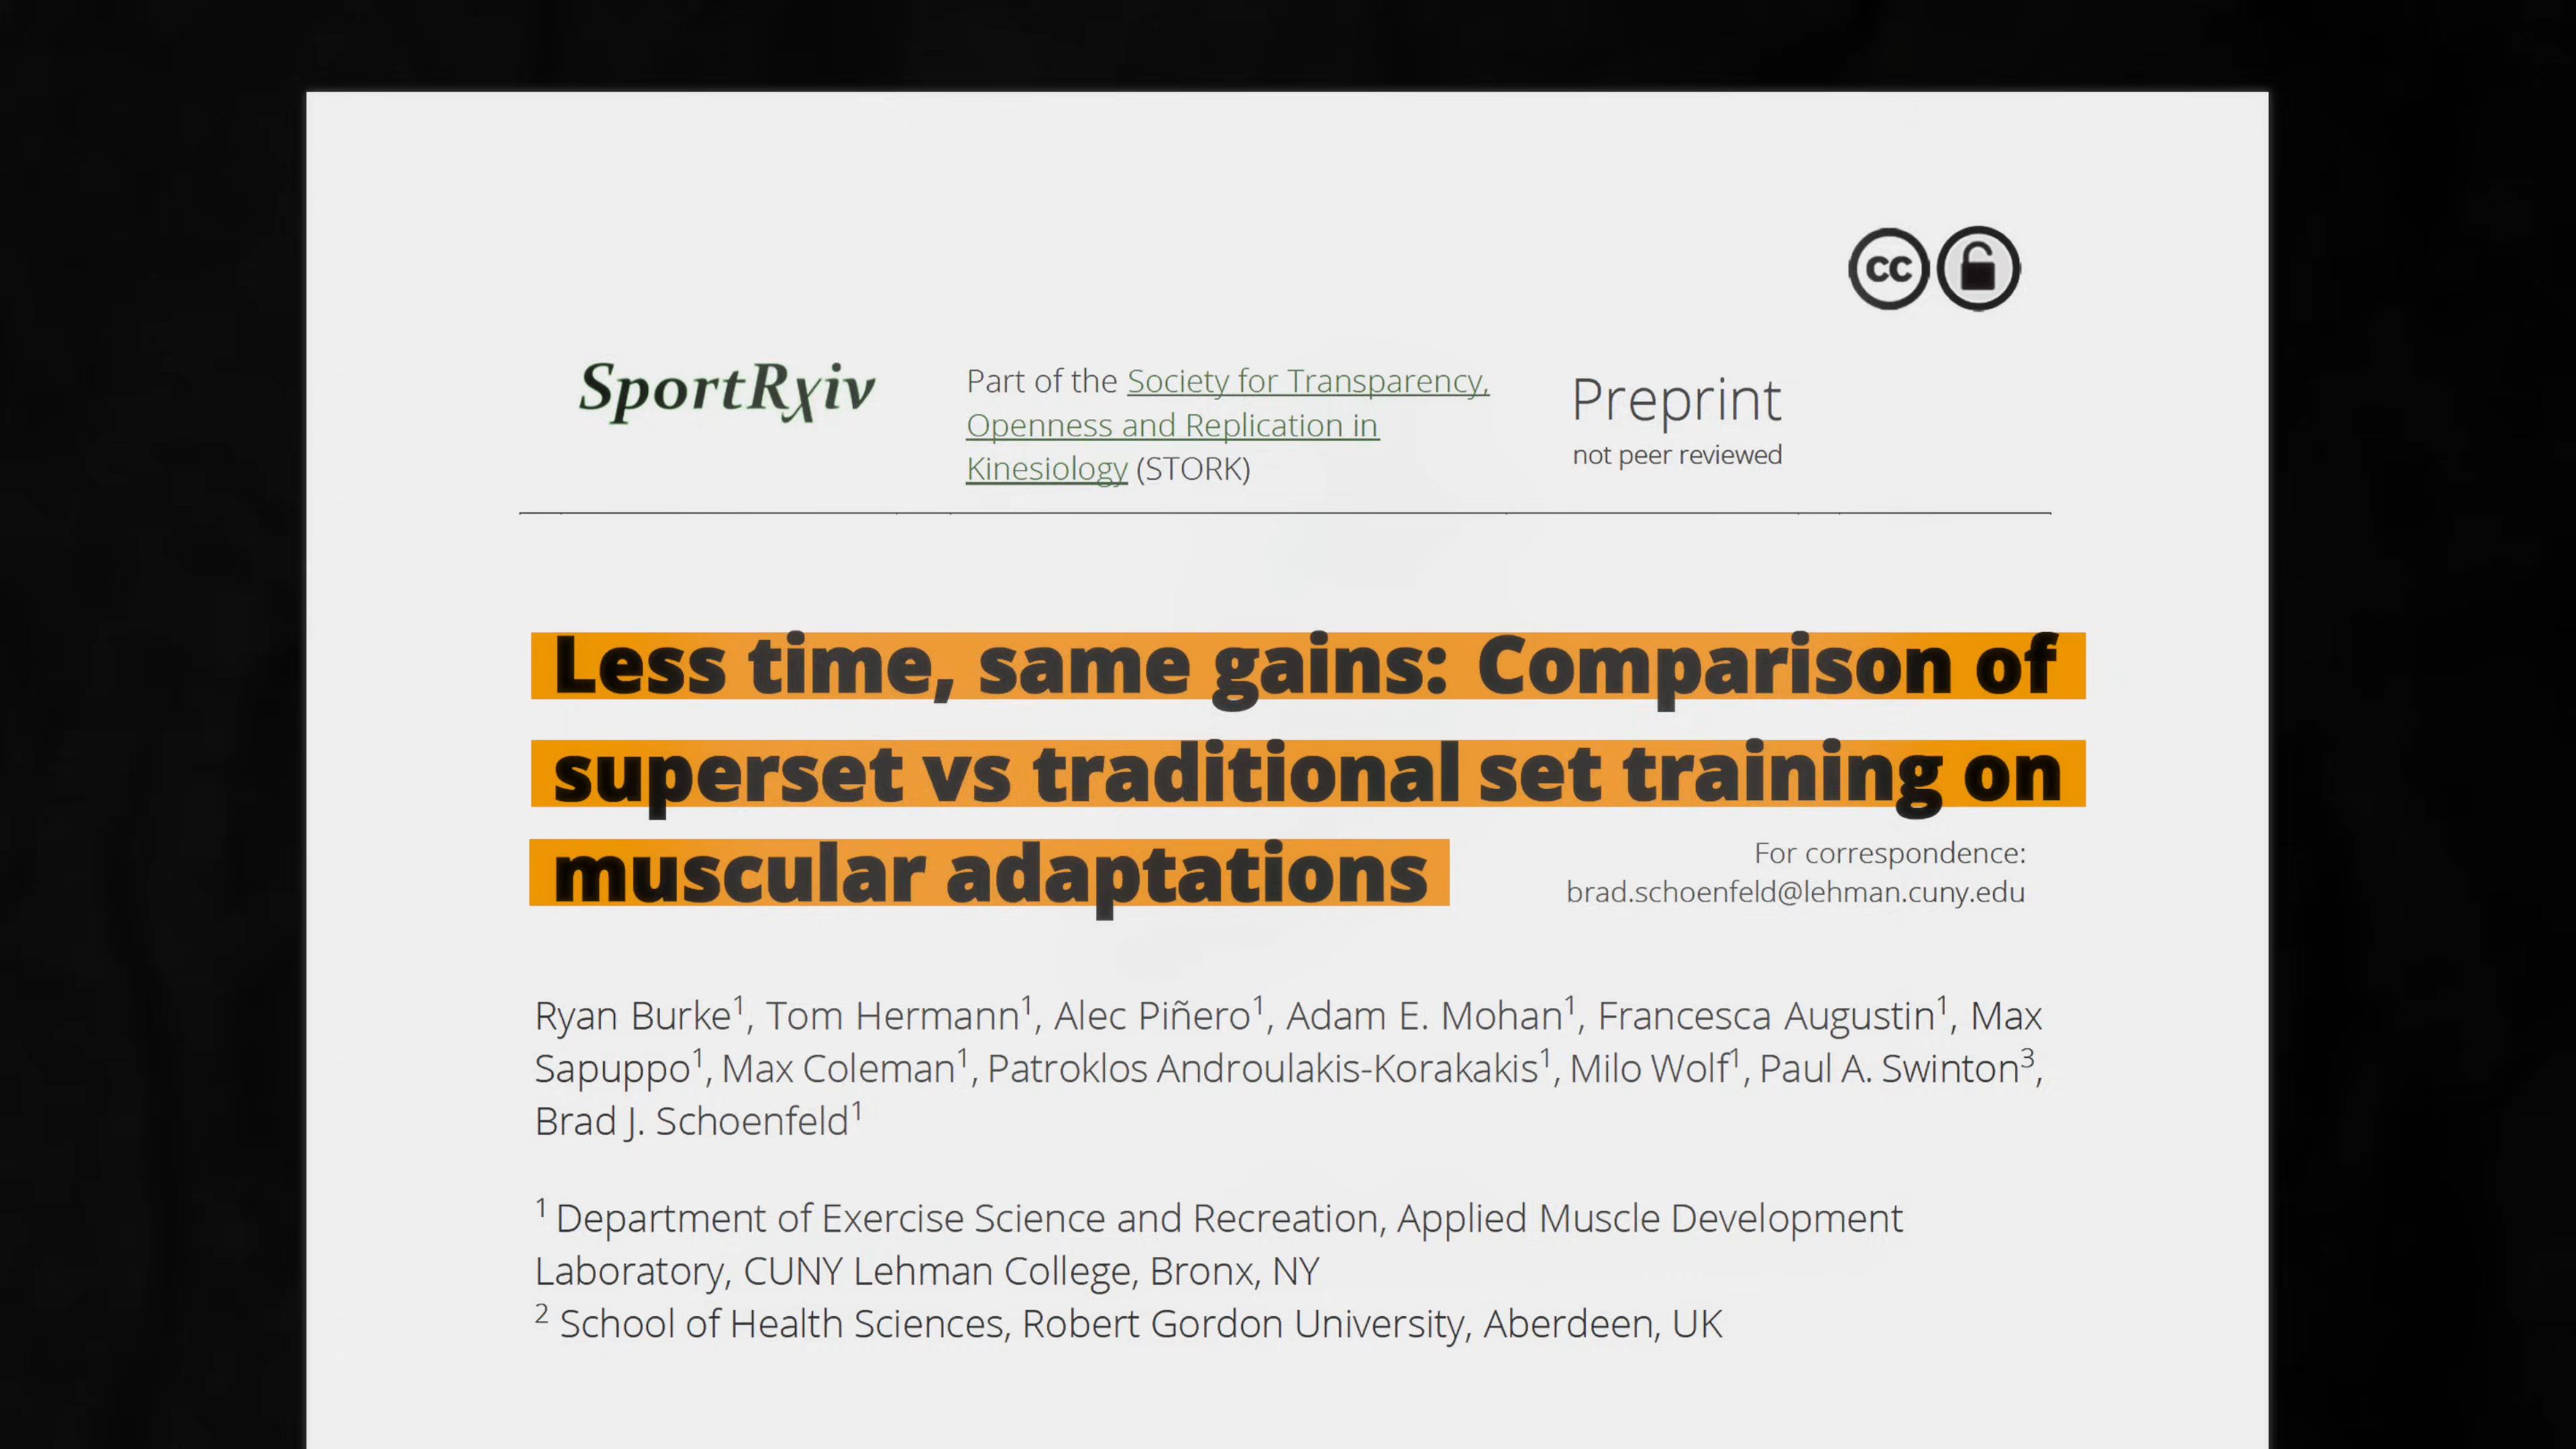 cc
SportRχiv
Part of the Society for Transparency,
Openness and Replication in
Kinesiology (STORK)
Preprint
not peer reviewed
Less time, same gains: Comparison of
superset vs traditional set training on
muscular adaptations
For correspondence:
brad.schoenfeld@lehman.cuny.edu
Ryan Burke¹, Tom Hermann¹, Alec Piñero¹, Adam E. Mohan¹, Francesca Augustin¹, Max
Sapuppo¹, Max Coleman¹, Patroklos Androulakis-Korakakis¹, Milo Wolf¹, Paul A. Swinton³,
Brad J. Schoenfeld¹
¹ Department of Exercise Science and Recreation, Applied Muscle Development
Laboratory, CUNY Lehman College, Bronx, NY
² School of Health Sciences, Robert Gordon University, Aberdeen, UK